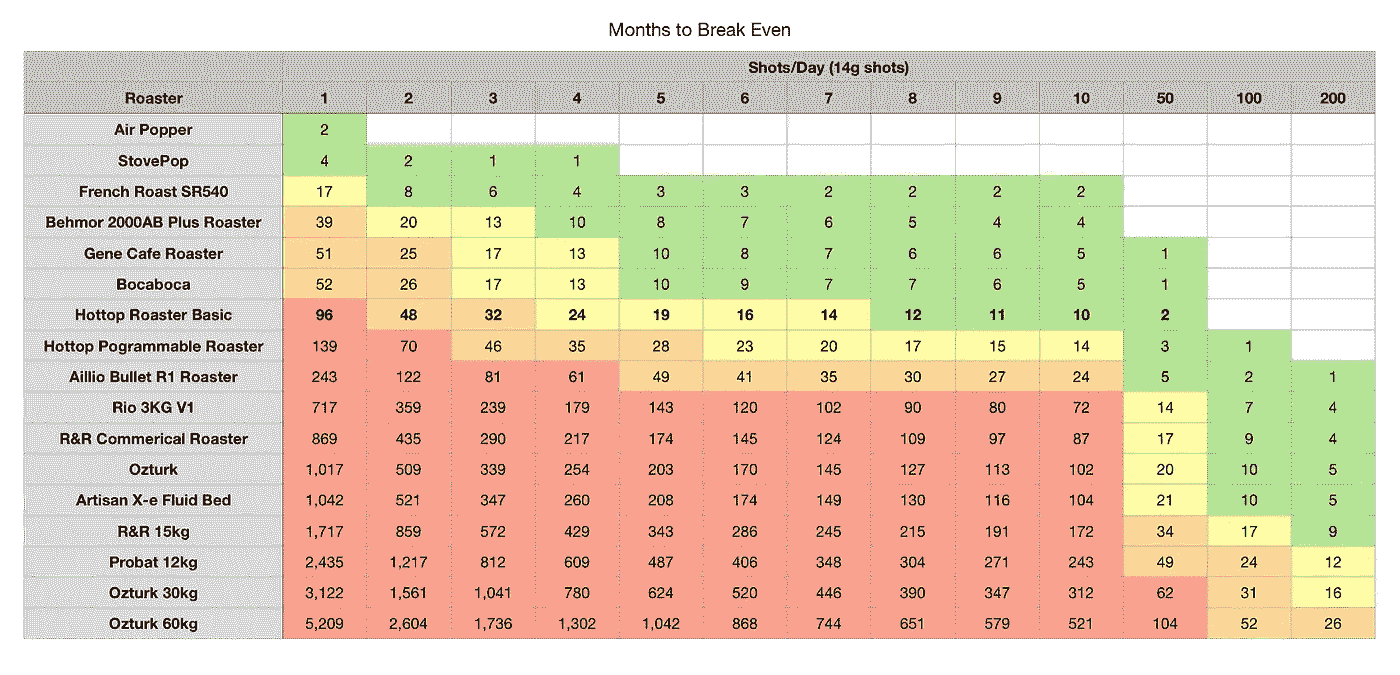 Months to Break Even
Shots/Day (14g shots)
Roaster 1 2 3 4 5 6 7 8 9 10 50 100 200
Air Popper 2
StovePop 4 2 1 1
French Roast SR540 17 8 6 4 3 3 2 2 2 2
Behmor 2000AB Plus Roaster 39 20 13 10 8 7 6 5 4 4
Gene Cafe Roaster 51 25 17 13 10 8 7 6 6 5 1
Bocaboca 52 26 17 13 10 9 7 7 6 5 1
Hottop Roaster Basic 96 48 32 24 19 16 14 12 11 10 2
Hottop Pogrammable Roaster 139 70 46 35 28 23 20 17 15 14 3 1
Aillio Bullet R1 Roaster 243 122 81 61 49 41 35 30 27 24 5 2 1
Rio 3KG V1 717 359 239 179 143 120 102 90 80 72 14 7 4
R&R Commerical Roaster 869 435 290 217 174 145 124 109 97 87 17 9 4
Ozturk 1,017 509 339 254 203 170 145 127 113 102 20 10 5
Artisan X-e Fluid Bed 1,042 521 347 260 208 174 149 130 116 104 21 10 5
R&R 15kg 1,717 859 572 429 343 286 245 215 191 172 34 17 9
Probat 12kg 2,435 1,217 812 609 487 406 348 304 271 243 49 24 12
Ozturk 30kg 3,122 1,561 1,041 780 624 520 446 390 347 312 62 31 16
Ozturk 60kg 5,209 2,604 1,736 1,302 1,042 868 744 651 579 521 104 52 26